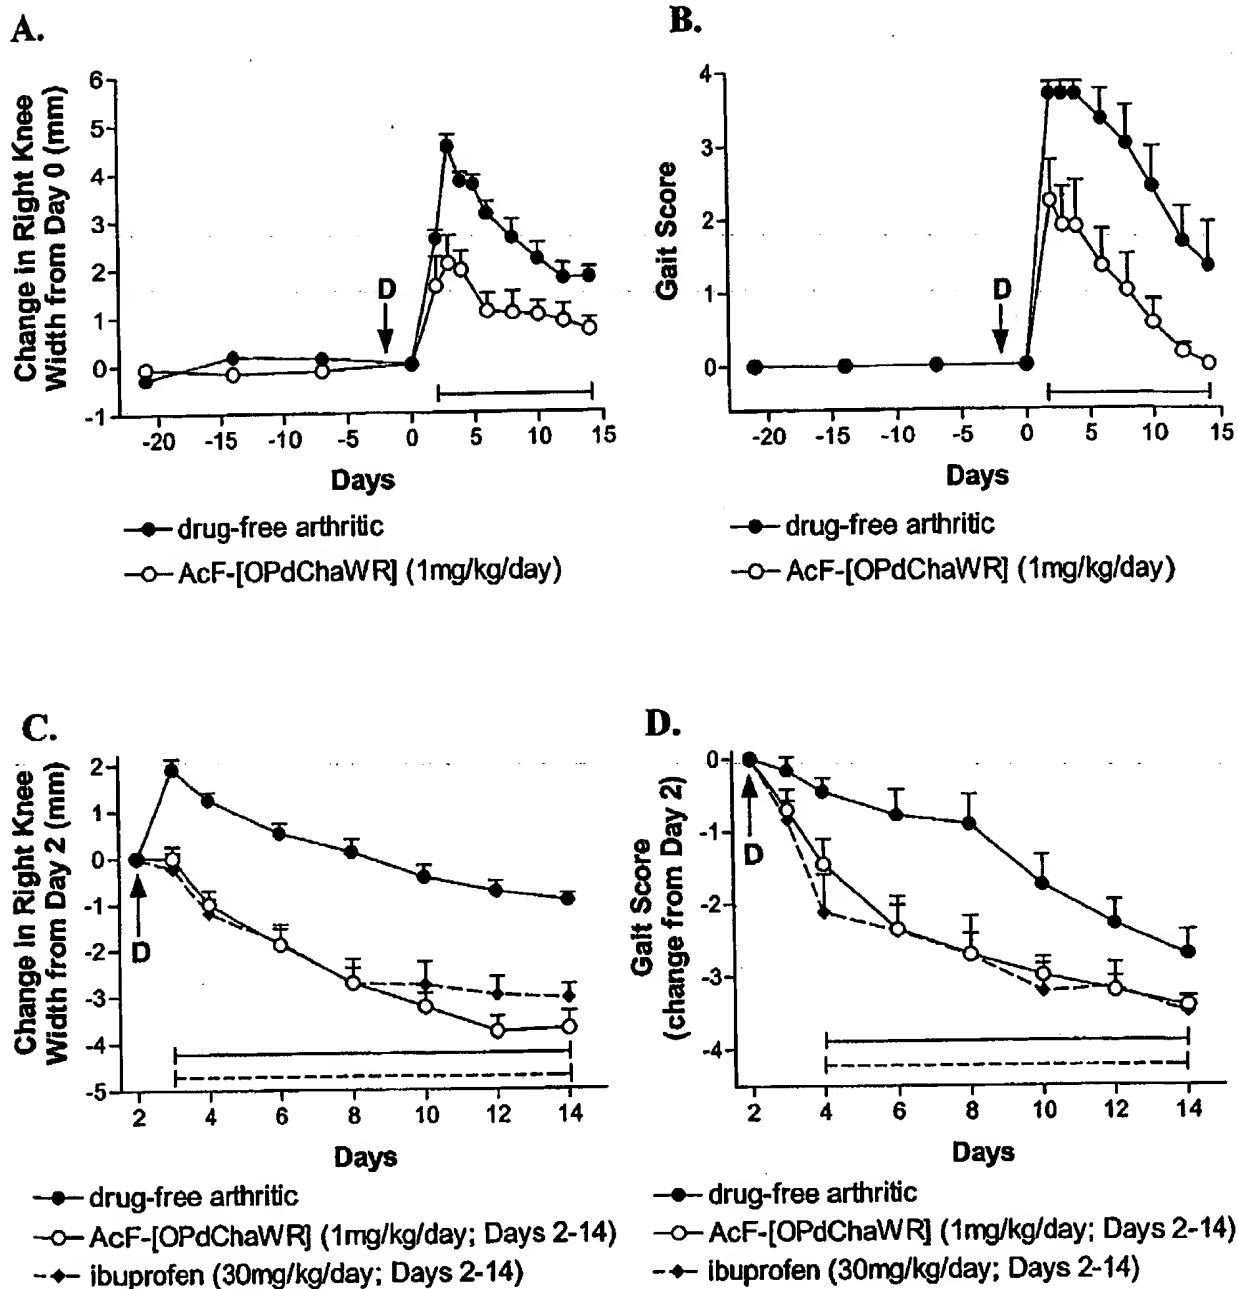 A.
Change in Right Knee
Width from Day 0 (mm)
6
5
4
3
2
1
0
-1
D
-20 -15 -10 -5 0 5 10 15
Days
drug-free arthritic
AcF-[OPdChaWR] (1mg/kg/day)
B.
Gait Score
4
3
2
1
0
D
-20 -15 -10 -5 0 5 10 15
Days
drug-free arthritic
AcF-[OPdChaWR] (1mg/kg/day)
C.
Change in Right Knee
Width from Day 2 (mm)
2
1
0
-1
-2
-3
-4
-5
D
2 4 6 8 10 12 14
Days
drug-free arthritic
AcF-[OPdChaWR] (1mg/kg/day; Days 2-14)
ibuprofen (30mg/kg/day; Days 2-14)
D.
Gait Score
(change from Day 2)
0
-1
-2
-3
-4
D
2 4 6 8 10 12 14
Days
drug-free arthritic
AcF-[OPdChaWR] (1mg/kg/day; Days 2-14)
ibuprofen (30mg/kg/day; Days 2-14)